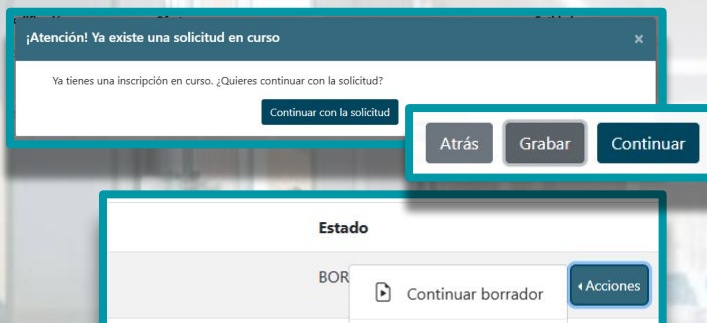 ¡Atención! Ya existe una solicitud en curso ×
Ya tienes una inscripción en curso. ¿Quieres continuar con la solicitud?
Continuar con la solicitud
Atrás Grabar Continuar
Estado
BOR
Continuar borrador
Acciones